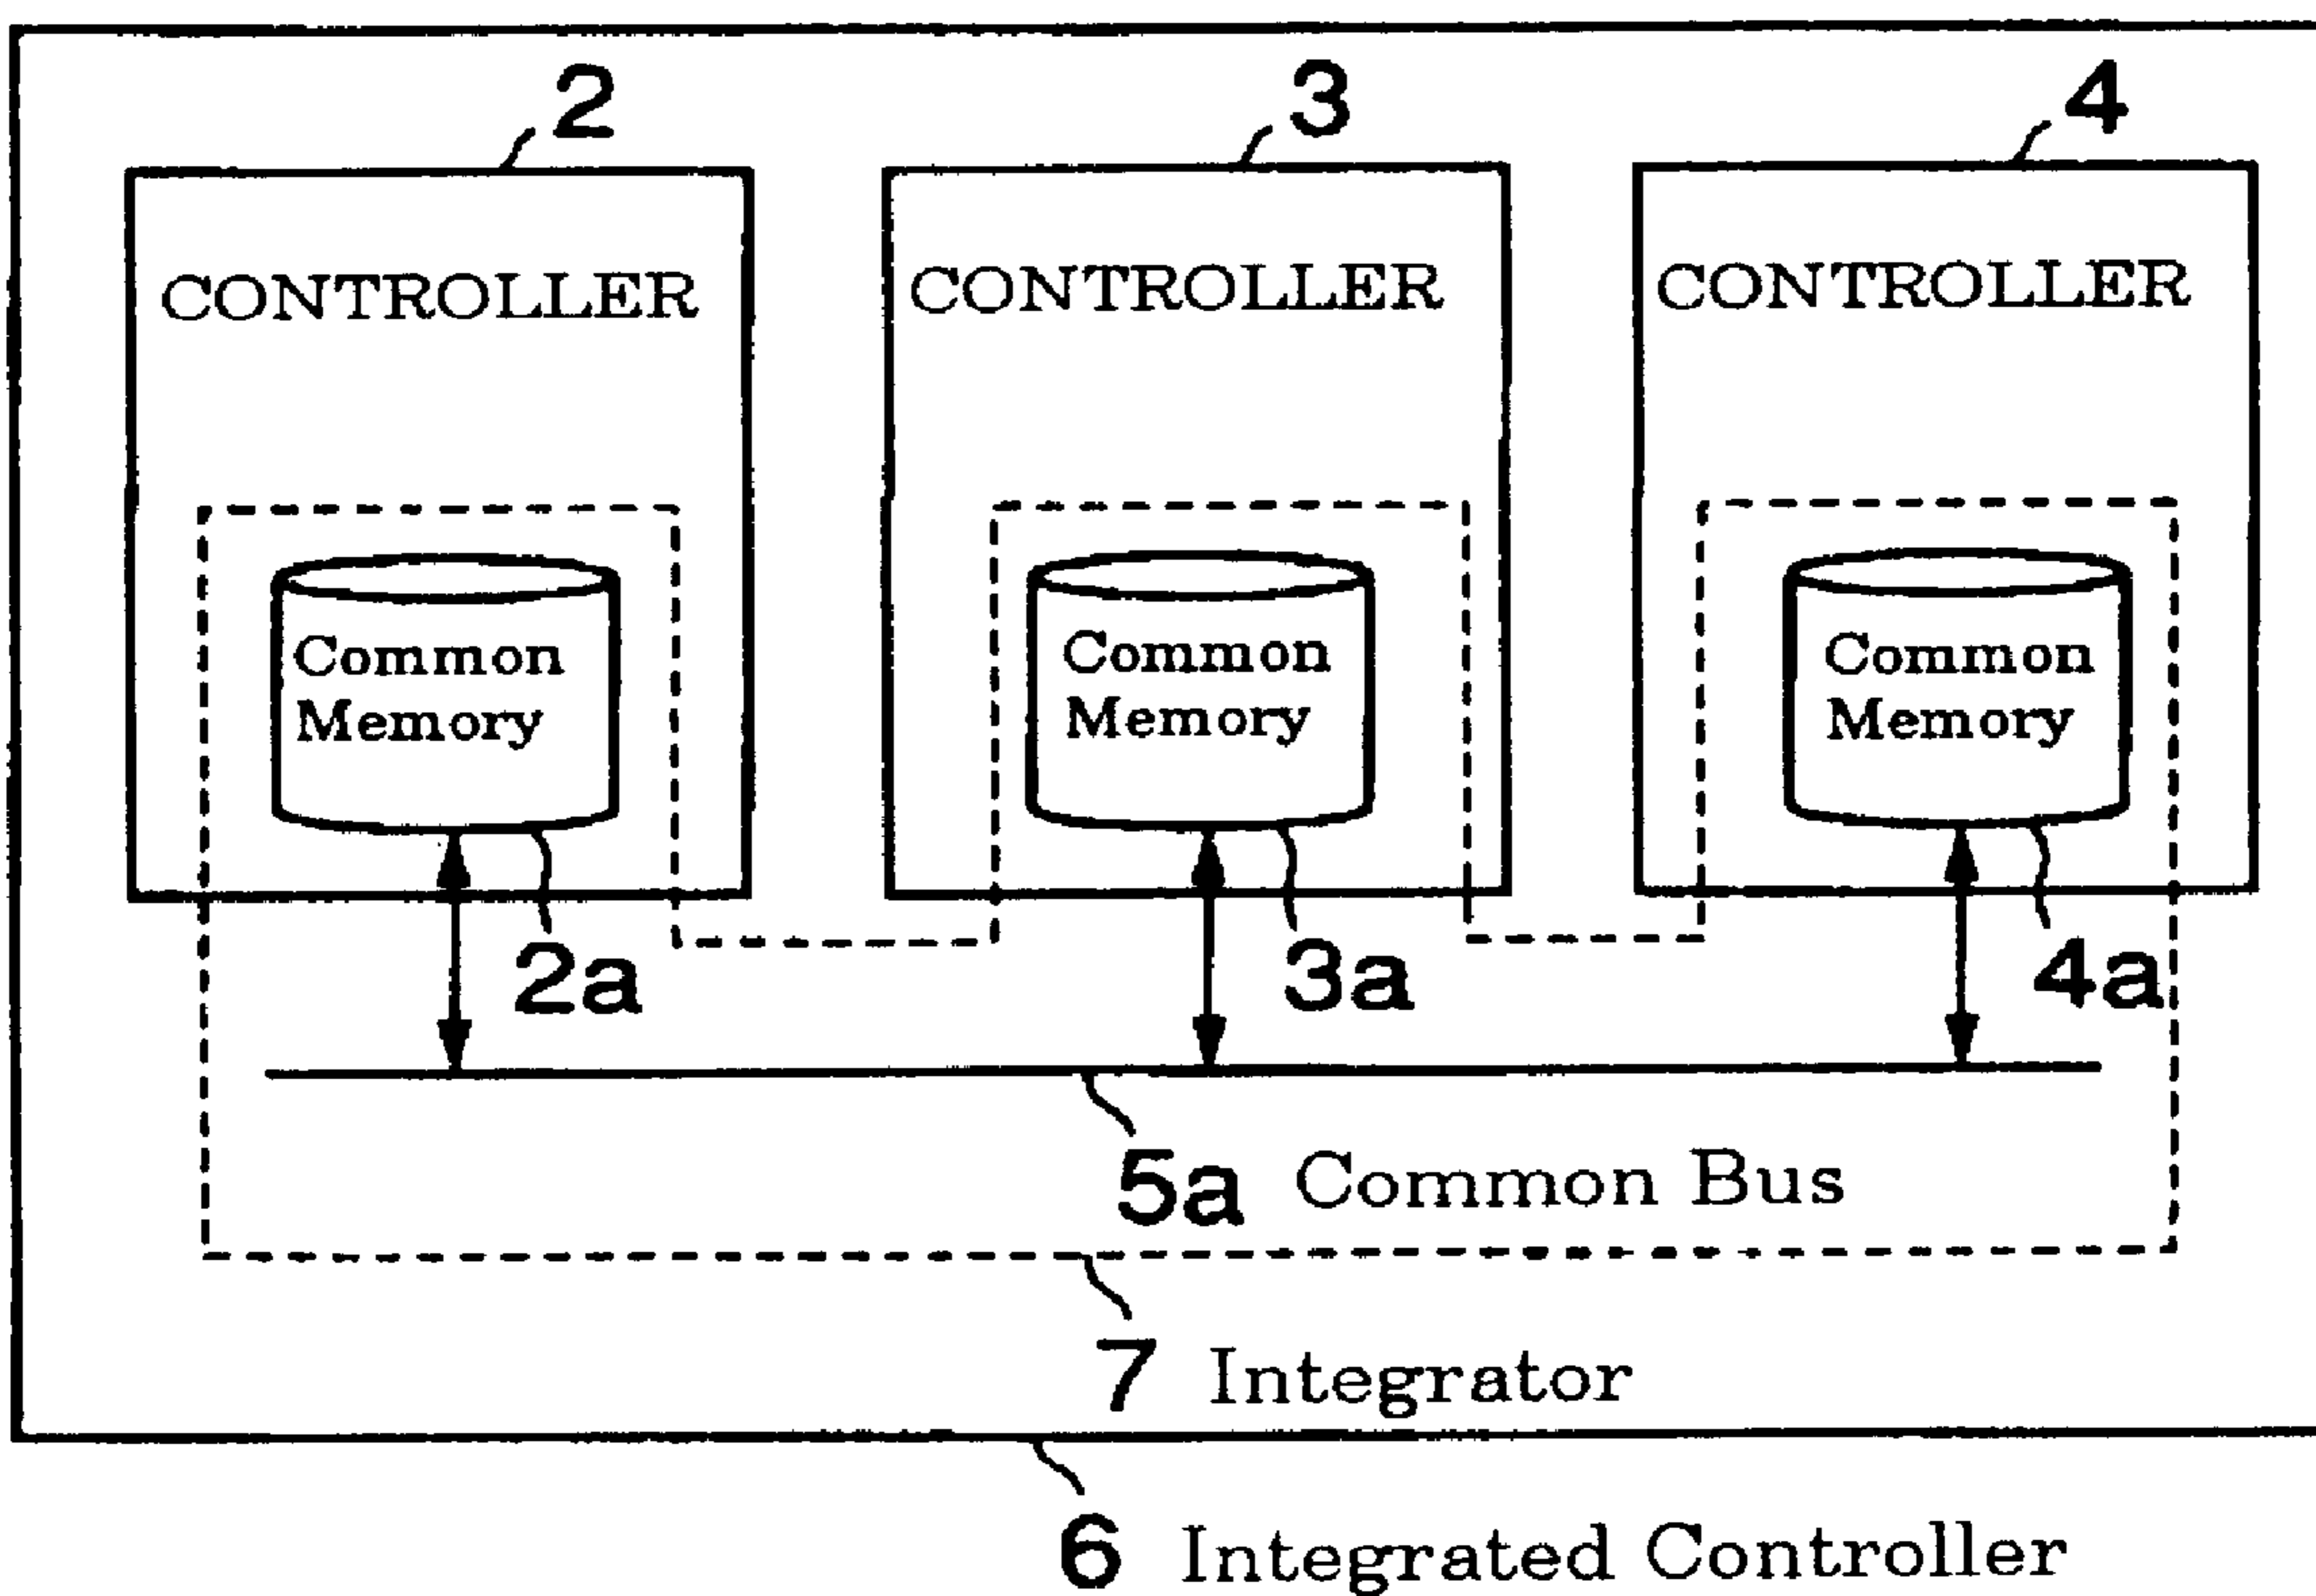 2 3 4
CONTROLLER CONTROLLER CONTROLLER
Common Common Common
Memory Memory Memory
2a 3a 4a
5a Common Bus
7 Integrator
6 Integrated Controller